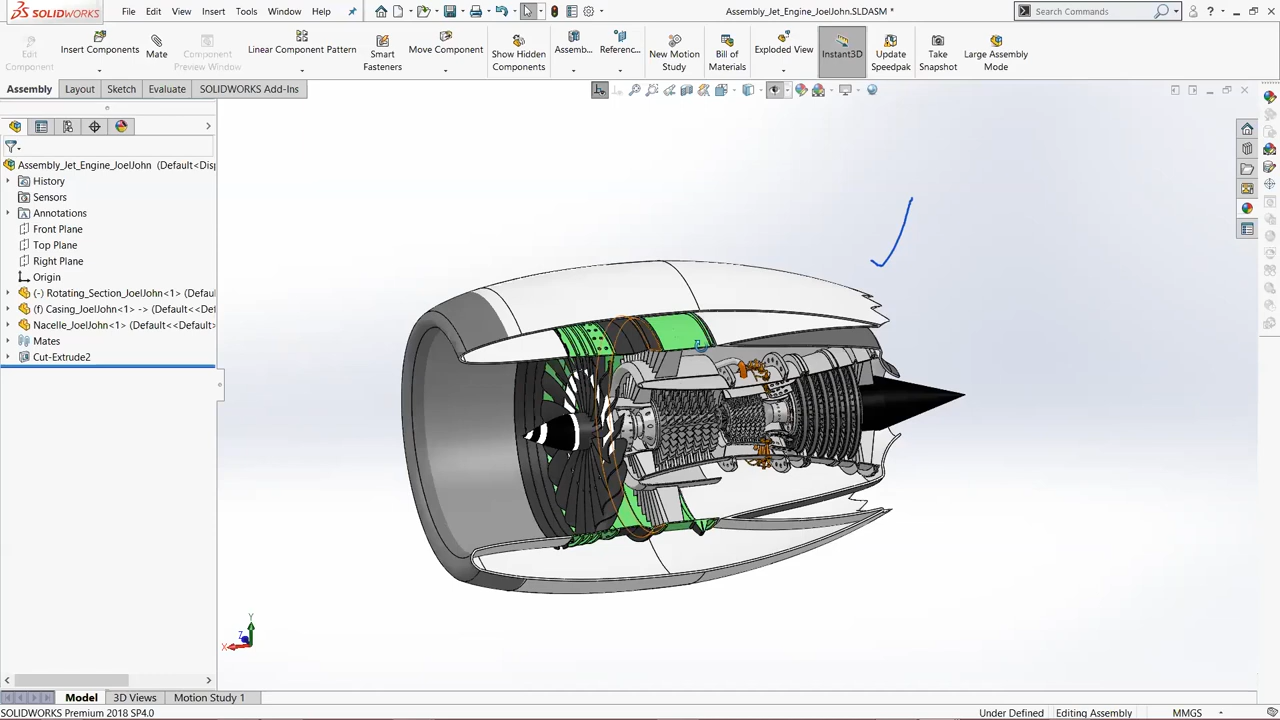 SOLIDWORKS
File Edit View Insert Tools Window Help
Assembly_Jet_Engine_JoelJohn.SLDASM *
Search Commands
Edit Component
Insert Components
Mate
Component Preview Window
Linear Component Pattern
Smart Fasteners
Move Component
Show Hidden Components
Assemb...
Referenc...
New Motion Study
Bill of Materials
Exploded View
Instant3D
Update Speedpak
Take Snapshot
Large Assembly Mode
Assembly Layout Sketch Evaluate SOLIDWORKS Add-Ins
Assembly_Jet_Engine_JoelJohn (Default<Disp
History
Sensors
Annotations
Front Plane
Top Plane
Right Plane
Origin
(-) Rotating_Section_JoelJohn<1> (Defau
(f) Casing_JoelJohn<1> -> (Default<<Def
Nacelle_JoelJohn<1> (Default<<Default>
Mates
Cut-Extrude2
Y
Z
X
Model 3D Views Motion Study 1
SOLIDWORKS Premium 2018 SP4.0
Under Defined Editing Assembly MMGS